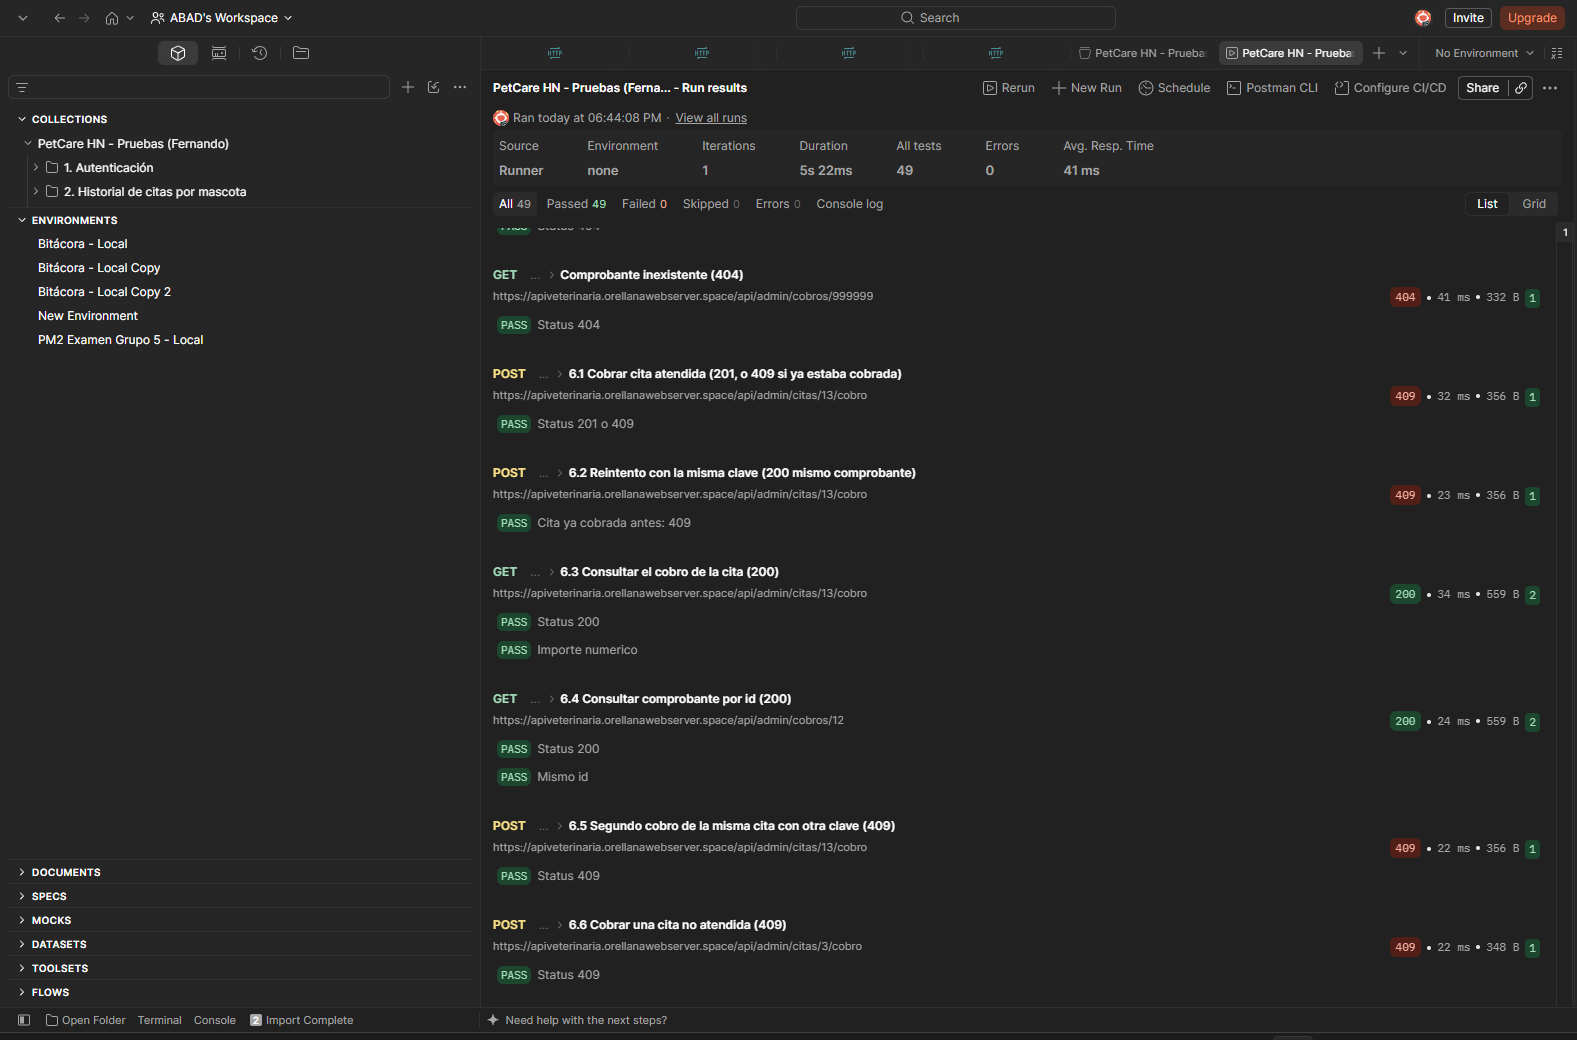 ABAD's Workspace
Search
Invite
Upgrade
HTTP
HTTP
HTTP
HTTP
PetCare HN - Prueba
PetCare HN - Prueba
No Environment
COLLECTIONS
PetCare HN - Pruebas (Fernando)
1. Autenticación
2. Historial de citas por mascota
ENVIRONMENTS
Bitácora - Local
Bitácora - Local Copy
Bitácora - Local Copy 2
New Environment
PM2 Examen Grupo 5 - Local
DOCUMENTS
SPECS
MOCKS
DATASETS
TOOLSETS
FLOWS
PetCare HN - Pruebas (Ferna... - Run results
Rerun
New Run
Schedule
Postman CLI
Configure CI/CD
Share
Ran today at 06:44:08 PM · View all runs
Source Environment Iterations Duration All tests Errors Avg. Resp. Time
Runner none 1 5s 22ms 49 0 41 ms
All 49 Passed 49 Failed 0 Skipped 0 Errors 0 Console log List Grid
1
PASS Status 404
GET ... > Comprobante inexistente (404)
https://apiveterinaria.orellanawebserver.space/api/admin/cobros/999999
404 • 41 ms • 332 B 1
PASS Status 404
POST ... > 6.1 Cobrar cita atendida (201, o 409 si ya estaba cobrada)
https://apiveterinaria.orellanawebserver.space/api/admin/citas/13/cobro
409 • 32 ms • 356 B 1
PASS Status 201 o 409
POST ... > 6.2 Reintento con la misma clave (200 mismo comprobante)
https://apiveterinaria.orellanawebserver.space/api/admin/citas/13/cobro
409 • 23 ms • 356 B 1
PASS Cita ya cobrada antes: 409
GET ... > 6.3 Consultar el cobro de la cita (200)
https://apiveterinaria.orellanawebserver.space/api/admin/citas/13/cobro
200 • 34 ms • 559 B 2
PASS Status 200
PASS Importe numerico
GET ... > 6.4 Consultar comprobante por id (200)
https://apiveterinaria.orellanawebserver.space/api/admin/cobros/12
200 • 24 ms • 559 B 2
PASS Status 200
PASS Mismo id
POST ... > 6.5 Segundo cobro de la misma cita con otra clave (409)
https://apiveterinaria.orellanawebserver.space/api/admin/citas/13/cobro
409 • 22 ms • 356 B 1
PASS Status 409
POST ... > 6.6 Cobrar una cita no atendida (409)
https://apiveterinaria.orellanawebserver.space/api/admin/citas/3/cobro
409 • 22 ms • 348 B 1
PASS Status 409
Open Folder
Terminal
Console
2 Import Complete
Need help with the next steps?